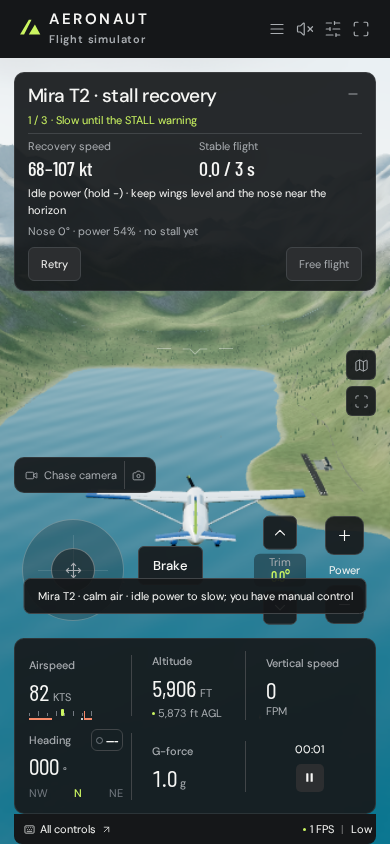 AERONAUT
Flight simulator
Mira T2 · stall recovery
1 / 3 · Slow until the STALL warning
Recovery speed
Stable flight
68–107 kt
0.0 / 3 s
Idle power (hold −) · keep wings level and the nose near the
horizon
Nose 0° · power 54% · no stall yet
Retry
Free flight
Chase camera
Brake
Trim
0.0°
Power
Mira T2 · calm air · idle power to slow; you have manual control
Airspeed
82 KTS
Altitude
5,906 FT
• 5,873 ft AGL
Vertical speed
0
FPM
Heading
000 °
NW N NE
G-force
1.0 g
00:01
All controls ↗
• 1 FPS | Low